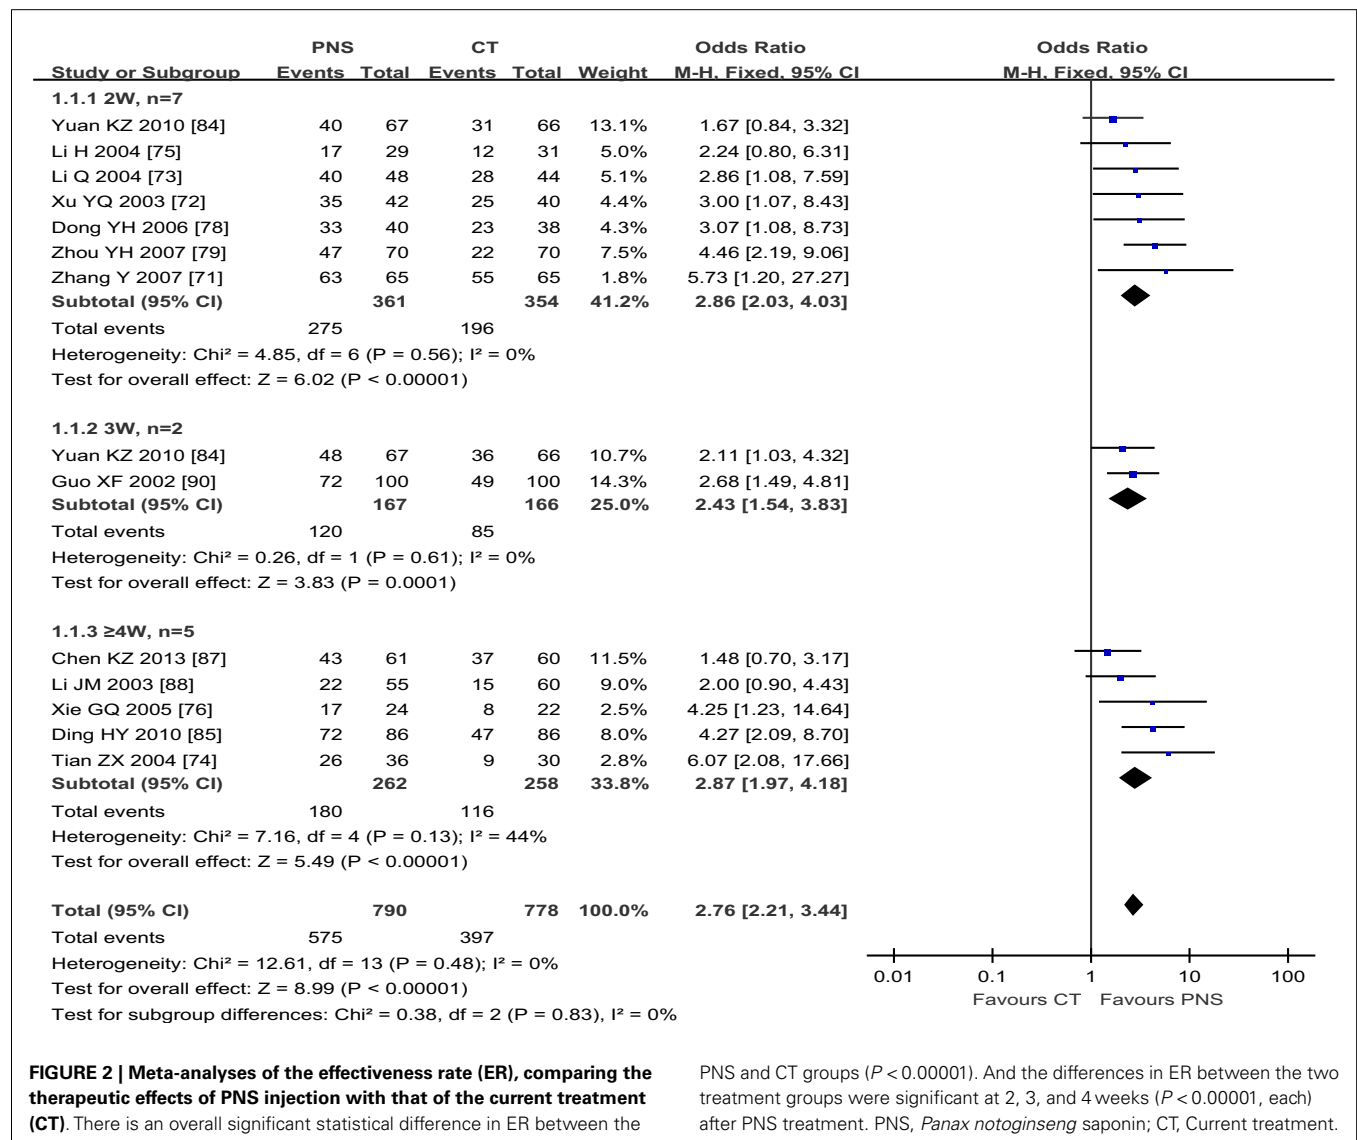 PNS CT Odds Ratio Odds Ratio
Study or Subgroup Events Total Events Total Weight M-H, Fixed, 95% CI M-H, Fixed, 95% CI
1.1.1 2W, n=7
Yuan KZ 2010 [84] 40 67 31 66 13.1% 1.67 [0.84, 3.32]
Li H 2004 [75] 17 29 12 31 5.0% 2.24 [0.80, 6.31]
Li Q 2004 [73] 40 48 28 44 5.1% 2.86 [1.08, 7.59]
Xu YQ 2003 [72] 35 42 25 40 4.4% 3.00 [1.07, 8.43]
Dong YH 2006 [78] 33 40 23 38 4.3% 3.07 [1.08, 8.73]
Zhou YH 2007 [79] 47 70 22 70 7.5% 4.46 [2.19, 9.06]
Zhang Y 2007 [71] 63 65 55 65 1.8% 5.73 [1.20, 27.27]
Subtotal (95% CI) 361 354 41.2% 2.86 [2.03, 4.03]
Total events 275 196
Heterogeneity: Chi² = 4.85, df = 6 (P = 0.56); I² = 0%
Test for overall effect: Z = 6.02 (P < 0.00001)
1.1.2 3W, n=2
Yuan KZ 2010 [84] 48 67 36 66 10.7% 2.11 [1.03, 4.32]
Guo XF 2002 [90] 72 100 49 100 14.3% 2.68 [1.49, 4.81]
Subtotal (95% CI) 167 166 25.0% 2.43 [1.54, 3.83]
Total events 120 85
Heterogeneity: Chi² = 0.26, df = 1 (P = 0.61); I² = 0%
Test for overall effect: Z = 3.83 (P = 0.0001)
1.1.3 ≥4W, n=5
Chen KZ 2013 [87] 43 61 37 60 11.5% 1.48 [0.70, 3.17]
Li JM 2003 [88] 22 55 15 60 9.0% 2.00 [0.90, 4.43]
Xie GQ 2005 [76] 17 24 8 22 2.5% 4.25 [1.23, 14.64]
Ding HY 2010 [85] 72 86 47 86 8.0% 4.27 [2.09, 8.70]
Tian ZX 2004 [74] 26 36 9 30 2.8% 6.07 [2.08, 17.66]
Subtotal (95% CI) 262 258 33.8% 2.87 [1.97, 4.18]
Total events 180 116
Heterogeneity: Chi² = 7.16, df = 4 (P = 0.13); I² = 44%
Test for overall effect: Z = 5.49 (P < 0.00001)
Total (95% CI) 790 778 100.0% 2.76 [2.21, 3.44]
Total events 575 397
Heterogeneity: Chi² = 12.61, df = 13 (P = 0.48); I² = 0%
Test for overall effect: Z = 8.99 (P < 0.00001)
Test for subgroup differences: Chi² = 0.38, df = 2 (P = 0.83), I² = 0%
0.01 0.1 1 10 100
Favours CT Favours PNS
FIGURE 2 | Meta-analyses of the effectiveness rate (ER), comparing the
therapeutic effects of PNS injection with that of the current treatment
(CT). There is an overall significant statistical difference in ER between the
PNS and CT groups (P < 0.00001). And the differences in ER between the two
treatment groups were significant at 2, 3, and 4 weeks (P < 0.00001, each)
after PNS treatment. PNS, Panax notoginseng saponin; CT, Current treatment.